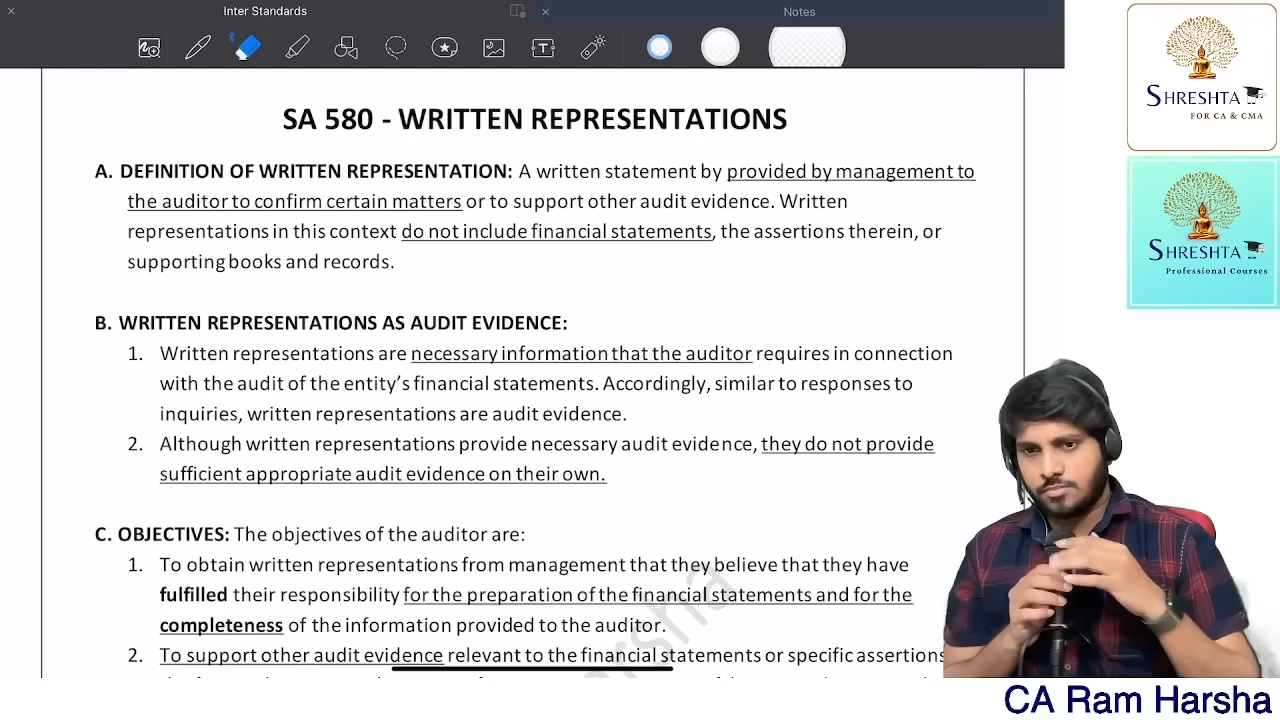 Inter Standards
Notes
SA 580 - WRITTEN REPRESENTATIONS
A. DEFINITION OF WRITTEN REPRESENTATION: A written statement by provided by management to
the auditor to confirm certain matters or to support other audit evidence. Written
representations in this context do not include financial statements, the assertions therein, or
supporting books and records.
B. WRITTEN REPRESENTATIONS AS AUDIT EVIDENCE:
1. Written representations are necessary information that the auditor requires in connection
with the audit of the entity's financial statements. Accordingly, similar to responses to
inquiries, written representations are audit evidence.
2. Although written representations provide necessary audit evidence, they do not provide
sufficient appropriate audit evidence on their own.
C. OBJECTIVES: The objectives of the auditor are:
1. To obtain written representations from management that they believe that they have
fulfilled their responsibility for the preparation of the financial statements and for the
completeness of the information provided to the auditor.
2. To support other audit evidence relevant to the financial statements or specific assertions
SHRESHTA
FOR CA & CMA
SHRESHTA
Professional Courses
CA Ram Harsha